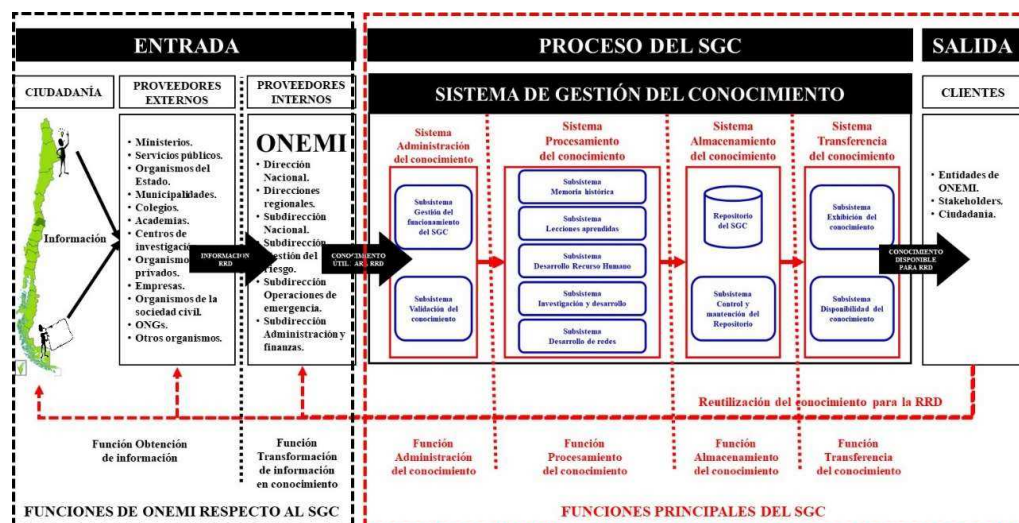 ENTRADA
PROCESO DEL SGC
SALIDA
CIUDADANÍA
PROVEEDORES
EXTERNOS
PROVEEDORES
INTERNOS
SISTEMA DE GESTIÓN DEL CONOCIMIENTO
CLIENTES
Información
• Ministerios.
• Servicios públicos.
• Organismos del
Estado.
• Municipalidades.
• Colegios.
• Academias.
• Centros de
investigació
• Organismo
privados.
• Empresas.
• Organismos de la
sociedad civil.
• ONGs.
• Otros organismos.
INFORMACIÓN
RRD
ONEMI
• Dirección
Nacional.
• Direcciones
regionales.
• Subdirección
Nacional.
• Subdirección
estión del
iesgo.
• Subdirección
Operaciones de
emergencia.
• Subdirección
Administración y
finanzas.
CONOCIMIENTO
ÚTIL PARA RRD
Sistema
Administración
del conocimiento
Subsistema
Gestión del
funcionamiento
del SGC
Subsistema
Validación del
conocimiento
Sistema
Procesamiento
del conocimiento
Subsistema
Memoria histórica
Subsistema
Lecciones aprendidas
Subsistema
Desarrollo Recurso Humano
Subsistema
Investigación y desarrollo
Subsistema
Desarrollo de redes
Sistema
Almacenamiento
del conocimiento
Repositorio
del SGC
Subsistema
Control y
mantención del
Repositorio
Sistema
Transferencia
del conocimiento
Subsistema
Exhibición del
conocimiento
Subsistema
Disponibilidad del
conocimiento
CONOCIMIENTO
DISPONIBLE
PARA RRD
• Entidades de
ONEMI.
• Stakeholders.
• Ciudadanía.
Reutilización del conocimiento para la RRD
Función Obtención
de información
Función
Transformación
de información
en conocimiento
Función
Administración
del conocimiento
Función
Procesamiento
del conocimiento
Función
Almacenamiento
del conocimiento
Función
Transferencia
del conocimiento
FUNCIONES DE ONEMI RESPECTO AL SGC
FUNCIONES PRINCIPALES DEL SGC